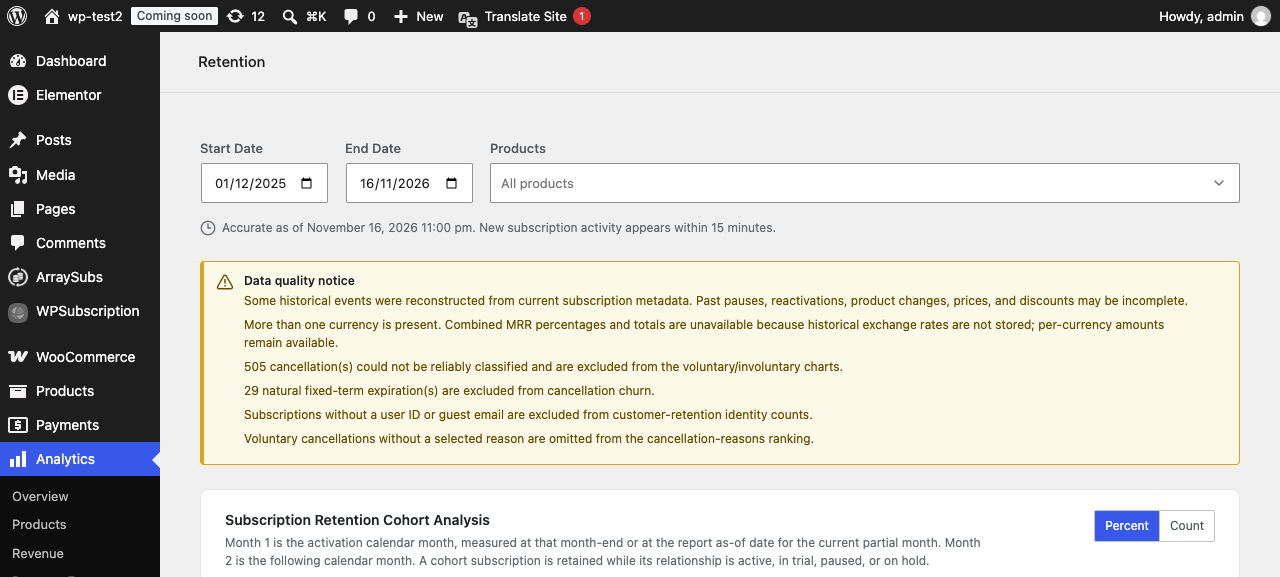 wp-test2 Coming soon 12 ⌘K 0 New Translate Site 1 Howdy, admin
Dashboard
Elementor
Posts
Media
Pages
Comments
ArraySubs
WPSubscription
WooCommerce
Products
Payments
Analytics
Overview
Products
Revenue
Retention
Start Date End Date Products
01/12/2025 16/11/2026 All products
Accurate as of November 16, 2026 11:00 pm. New subscription activity appears within 15 minutes.
Data quality notice
Some historical events were reconstructed from current subscription metadata. Past pauses, reactivations, product changes, prices, and discounts may be incomplete.
More than one currency is present. Combined MRR percentages and totals are unavailable because historical exchange rates are not stored; per-currency amounts
remain available.
505 cancellation(s) could not be reliably classified and are excluded from the voluntary/involuntary charts.
29 natural fixed-term expiration(s) are excluded from cancellation churn.
Subscriptions without a user ID or guest email are excluded from customer-retention identity counts.
Voluntary cancellations without a selected reason are omitted from the cancellation-reasons ranking.
Subscription Retention Cohort Analysis
Percent Count
Month 1 is the activation calendar month, measured at that month-end or at the report as-of date for the current partial month. Month
2 is the following calendar month. A cohort subscription is retained while its relationship is active, in trial, paused, or on hold.